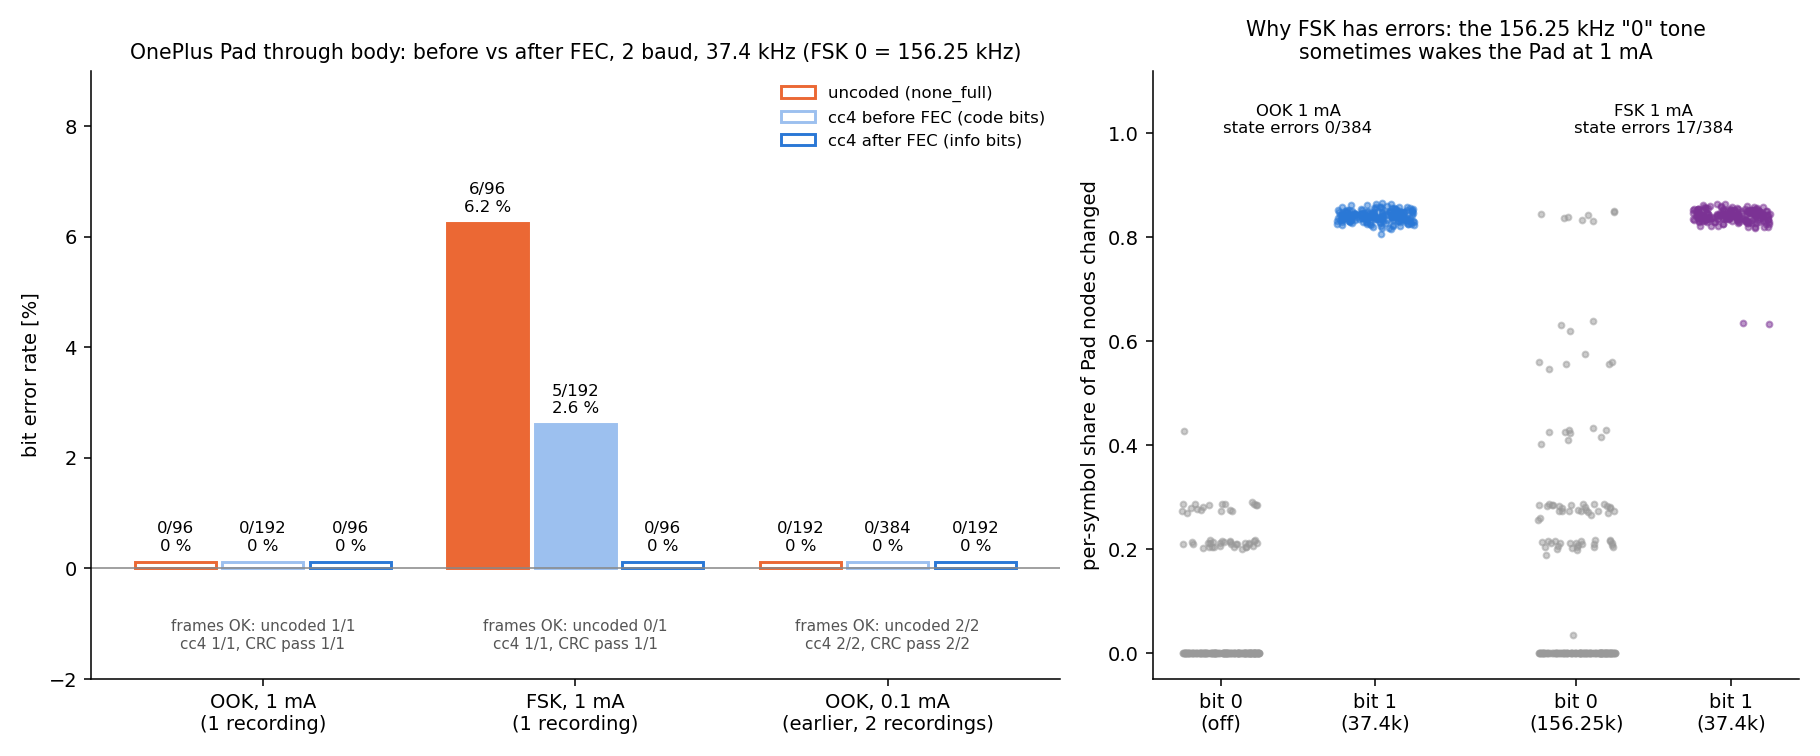 OnePlus Pad through body: before vs after FEC, 2 baud, 37.4 kHz (FSK 0 = 156.25 kHz)
uncoded (none_full)
cc4 before FEC (code bits)
cc4 after FEC (info bits)
bit error rate [%]
8
6
4
2
0
−2
0/96
0 %
0/192
0 %
0/96
0 %
6/96
6.2 %
5/192
2.6 %
0/96
0 %
0/192
0 %
0/384
0 %
0/192
0 %
frames OK: uncoded 1/1
cc4 1/1, CRC pass 1/1
frames OK: uncoded 0/1
cc4 1/1, CRC pass 1/1
frames OK: uncoded 2/2
cc4 2/2, CRC pass 2/2
OOK, 1 mA
(1 recording)
FSK, 1 mA
(1 recording)
OOK, 0.1 mA
(earlier, 2 recordings)
Why FSK has errors: the 156.25 kHz "0" tone
sometimes wakes the Pad at 1 mA
per-symbol share of Pad nodes changed
1.0
0.8
0.6
0.4
0.2
0.0
OOK 1 mA
state errors 0/384
FSK 1 mA
state errors 17/384
bit 0
(off)
bit 1
(37.4k)
bit 0
(156.25k)
bit 1
(37.4k)